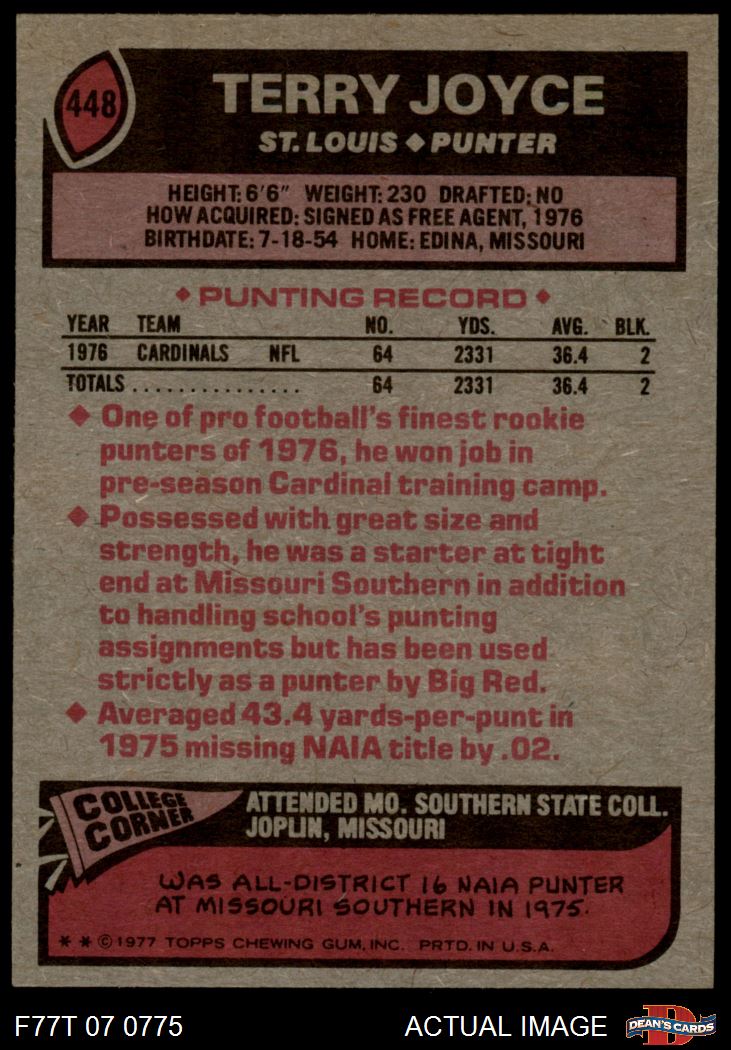 448
TERRY JOYCE
ST. LOUIS ◆ PUNTER
HEIGHT: 6'6" WEIGHT: 230 DRAFTED: NO
HOW ACQUIRED: SIGNED AS FREE AGENT, 1976
BIRTHDATE: 7-18-54 HOME: EDINA, MISSOURI
◆ PUNTING RECORD ◆
YEAR TEAM NO. YDS. AVG. BLK.
1976 CARDINALS NFL 64 2331 36.4 2
TOTALS ................ 64 2331 36.4 2
◆ One of pro football's finest rookie
punters of 1976, he won job in
pre-season Cardinal training camp.
◆ Possessed with great size and
strength, he was a starter at tight
end at Missouri Southern in addition
to handling school's punting
assignments but has been used
strictly as a punter by Big Red.
◆ Averaged 43.4 yards-per-punt in
1975 missing NAIA title by .02.
COLLEGE
CORNER
ATTENDED MO. SOUTHERN STATE COLL.
JOPLIN, MISSOURI
WAS ALL-DISTRICT 16 NAIA PUNTER
AT MISSOURI SOUTHERN IN 1975.
* * © 1977 TOPPS CHEWING GUM, INC. PRTD. IN U.S.A.
F77T 07 0775 ACTUAL IMAGE
D
DEAN'S CARDS